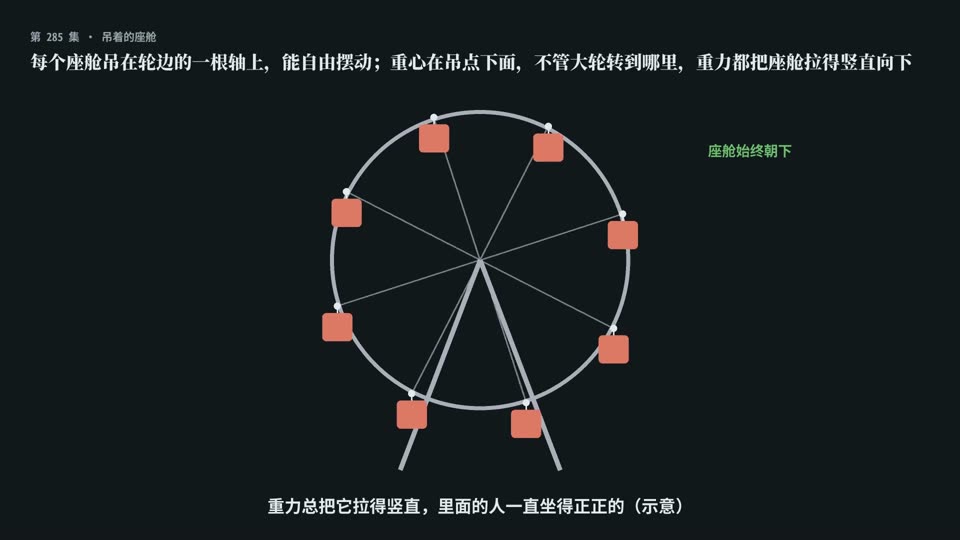 第 285 集 · 吊着的座舱
每个座舱吊在轮边的一根轴上，能自由摆动；重心在吊点下面，不管大轮转到哪里，重力都把座舱拉得竖直向下
座舱始终朝下
重力总把它拉得竖直，里面的人一直坐得正正的（示意）